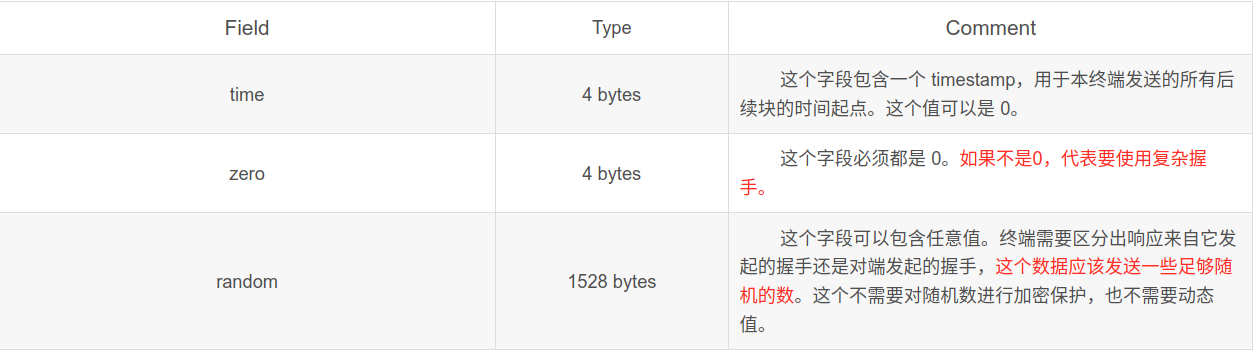 Field Type Comment
time 4 bytes 这个字段包含一个 timestamp，用于本终端发送的所有后
续块的时间起点。这个值可以是 0。
zero 4 bytes 这个字段必须都是 0。如果不是0，代表要使用复杂握
手。
random 1528 bytes 这个字段可以包含任意值。终端需要区分出响应来自它发
起的握手还是对端发起的握手，这个数据应该发送一些足够随
机的数。这个不需要对随机数进行加密保护，也不需要动态
值。